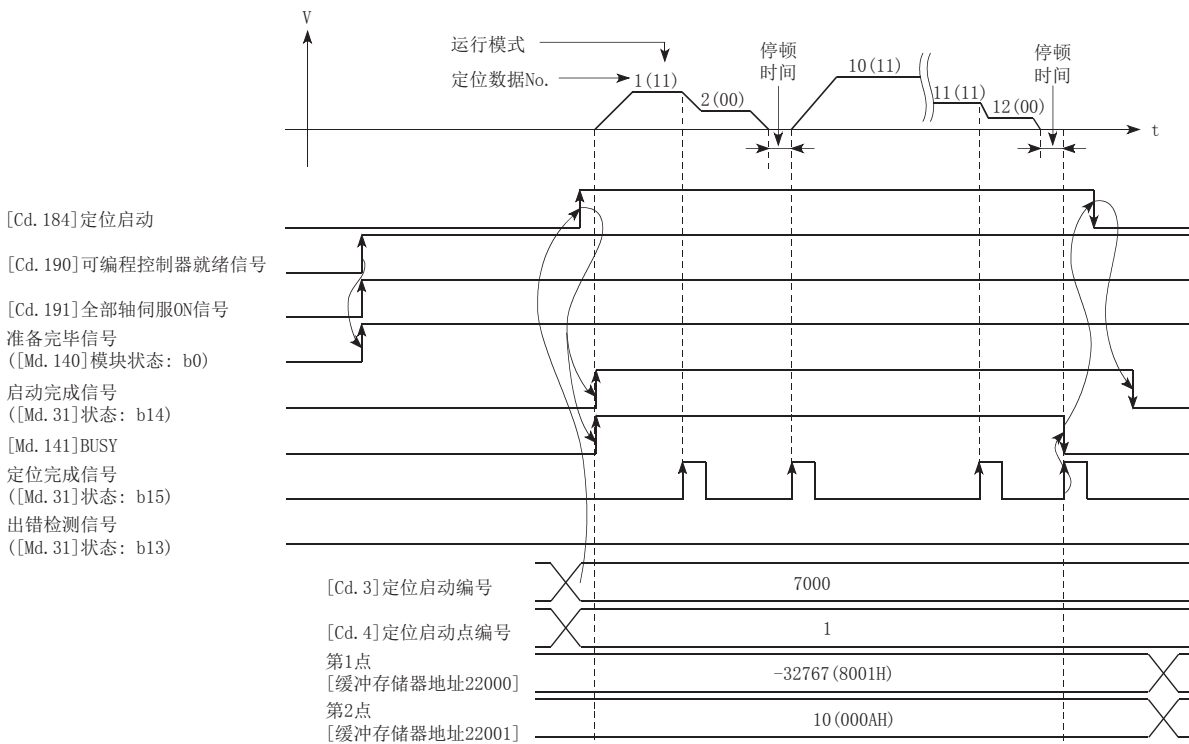 V
运行模式
定位数据No.
1(11)
2(00)
停顿
时间
10(11)
11(11)
12(00)
停顿
时间
t
[Cd.184]定位启动
[Cd.190]可编程控制器就绪信号
[Cd.191]全部轴伺服ON信号
准备完毕信号
([Md.140]模块状态: b0)
启动完成信号
([Md.31]状态: b14)
[Md.141]BUSY
定位完成信号
([Md.31]状态: b15)
出错检测信号
([Md.31]状态: b13)
[Cd.3]定位启动编号
7000
[Cd.4]定位启动点编号
1
第1点
[缓冲存储器地址22000]
-32767(8001H)
第2点
[缓冲存储器地址22001]
10(000AH)